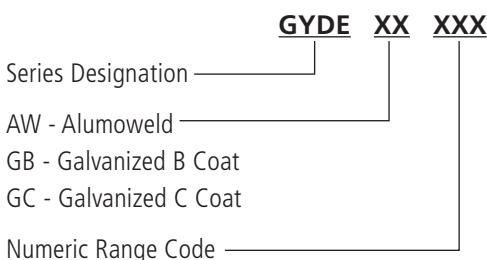 GYDE XX XXX
Series Designation
AW - Alumoweld
GB - Galvanized B Coat
GC - Galvanized C Coat
Numeric Range Code